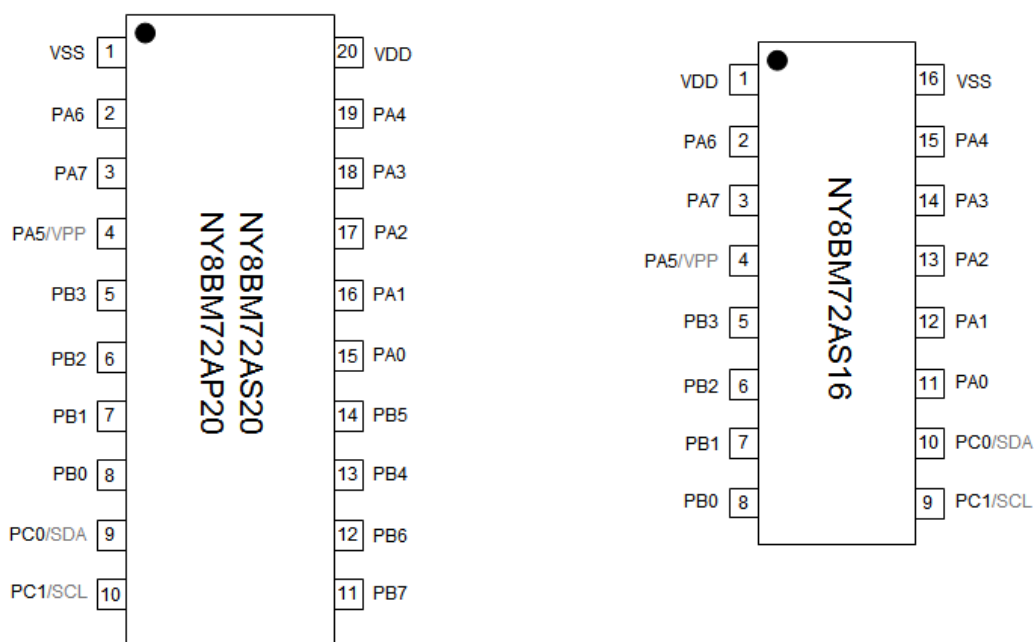 VSS 1 20 VDD
PA6 2 19 PA4
PA7 3 18 PA3
PA5/VPP 4 17 PA2
PB3 5 16 PA1
PB2 6 15 PA0
PB1 7 14 PB5
PB0 8 13 PB4
PC0/SDA 9 12 PB6
PC1/SCL 10 11 PB7
NY8BM72AS20
NY8BM72AP20
VDD 1 16 VSS
PA6 2 15 PA4
PA7 3 14 PA3
PA5/VPP 4 13 PA2
PB3 5 12 PA1
PB2 6 11 PA0
PB1 7 10 PC0/SDA
PB0 8 9 PC1/SCL
NY8BM72AS16